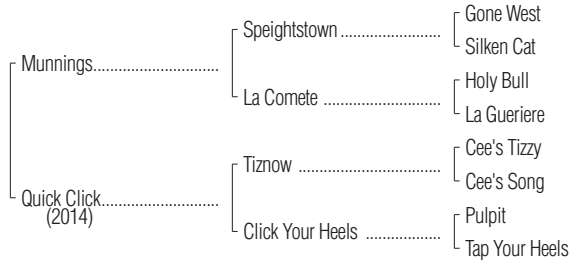 Gone West
Speightstown ........................
Silken Cat
Munnings..............................
Holy Bull
La Comete ............................
La Gueriere
Cee's Tizzy
Tiznow ..................................
Cee's Song
Quick Click............................
(2014)
Pulpit
Click Your Heels ..................
Tap Your Heels